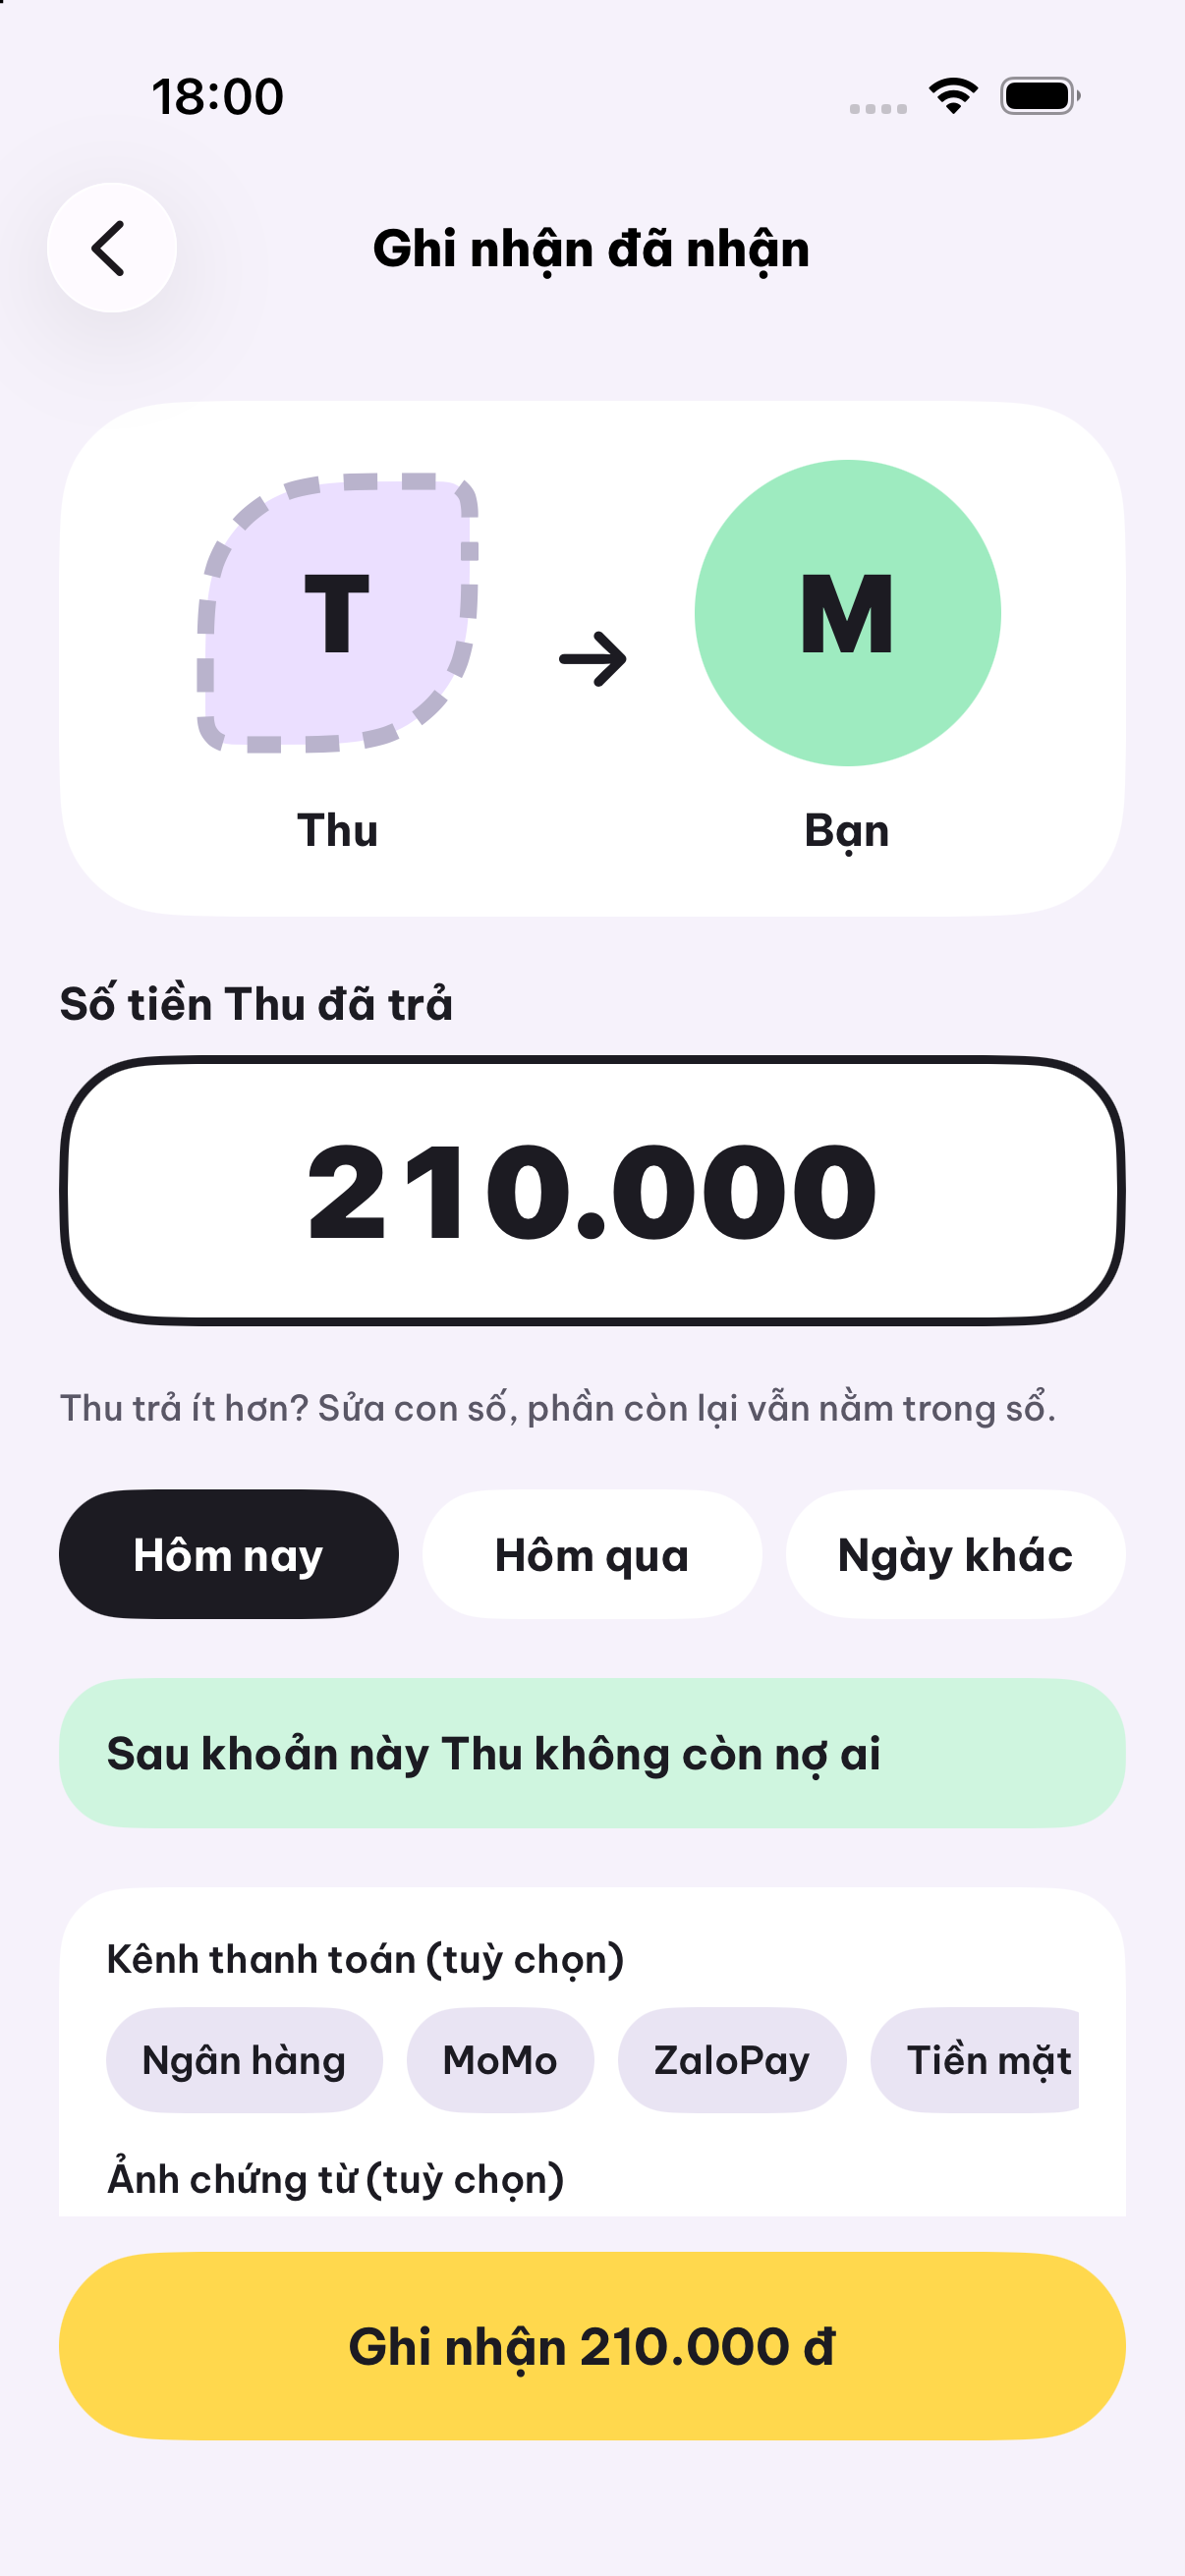 18:00
Ghi nhận đã nhận
T
M
Thu
Bạn
Số tiền Thu đã trả
210.000
Thu trả ít hơn? Sửa con số, phần còn lại vẫn nằm trong sổ.
Hôm nay
Hôm qua
Ngày khác
Sau khoản này Thu không còn nợ ai
Kênh thanh toán (tuỳ chọn)
Ngân hàng
MoMo
ZaloPay
Tiền mặt
Ảnh chứng từ (tuỳ chọn)
Ghi nhận 210.000 đ